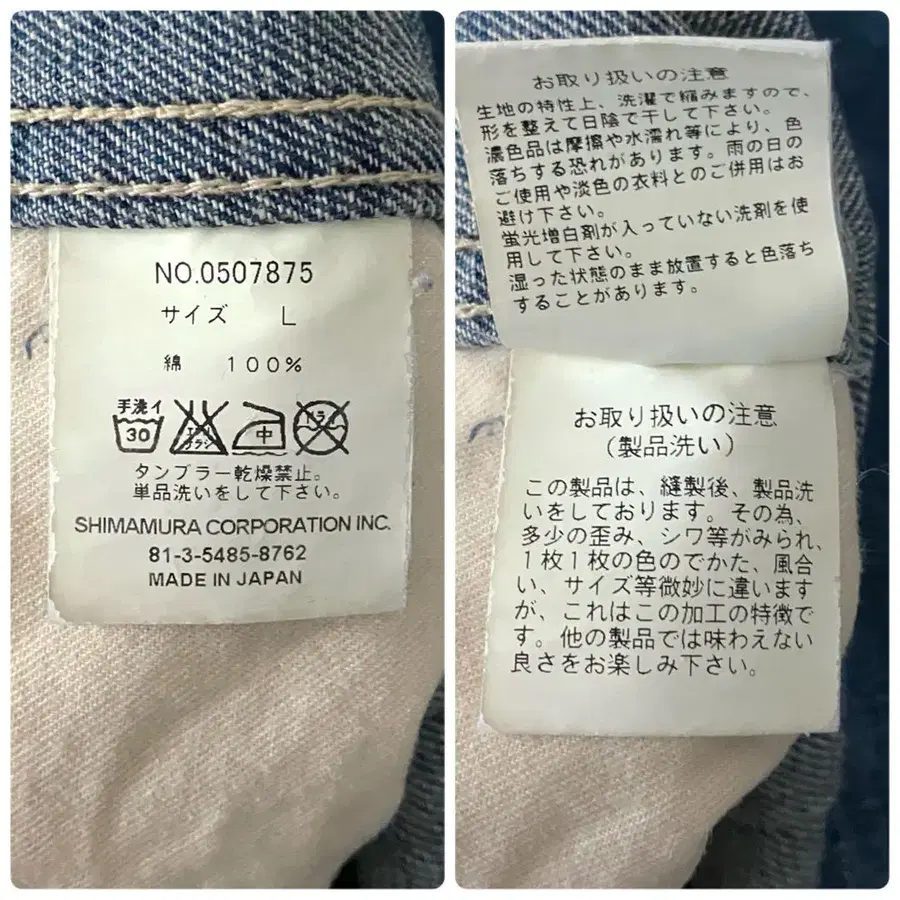 NO.0507875
サイズ L
綿 100%
手洗イ
30
エンソ
サラシ
中
ドライ
タンブラー乾燥禁止。
単品洗いをして下さい。
SHIMAMURA CORPORATION INC.
81-3-5485-8762
MADE IN JAPAN
お取り扱いの注意
生地の特性上、洗濯で縮みますので、
形を整えて日陰で干して下さい。
濃色品は摩擦や水濡れ等により、色
落ちする恐れがあります。雨の日の
ご使用や淡色の衣料とのご併用はお
避け下さい。
蛍光増白剤が入っていない洗剤を使
用して下さい。
湿った状態のまま放置すると色落ち
することがあります。
お取り扱いの注意
(製品洗い)
この製品は、縫製後、製品洗
いをしております。その為、
多少の歪み、シワ等がみられ、
1枚1枚の色のでかた、風合
い、サイズ等微妙に違います
が、これはこの加工の特徴で
す。他の製品では味わえない
良さをお楽しみ下さい。